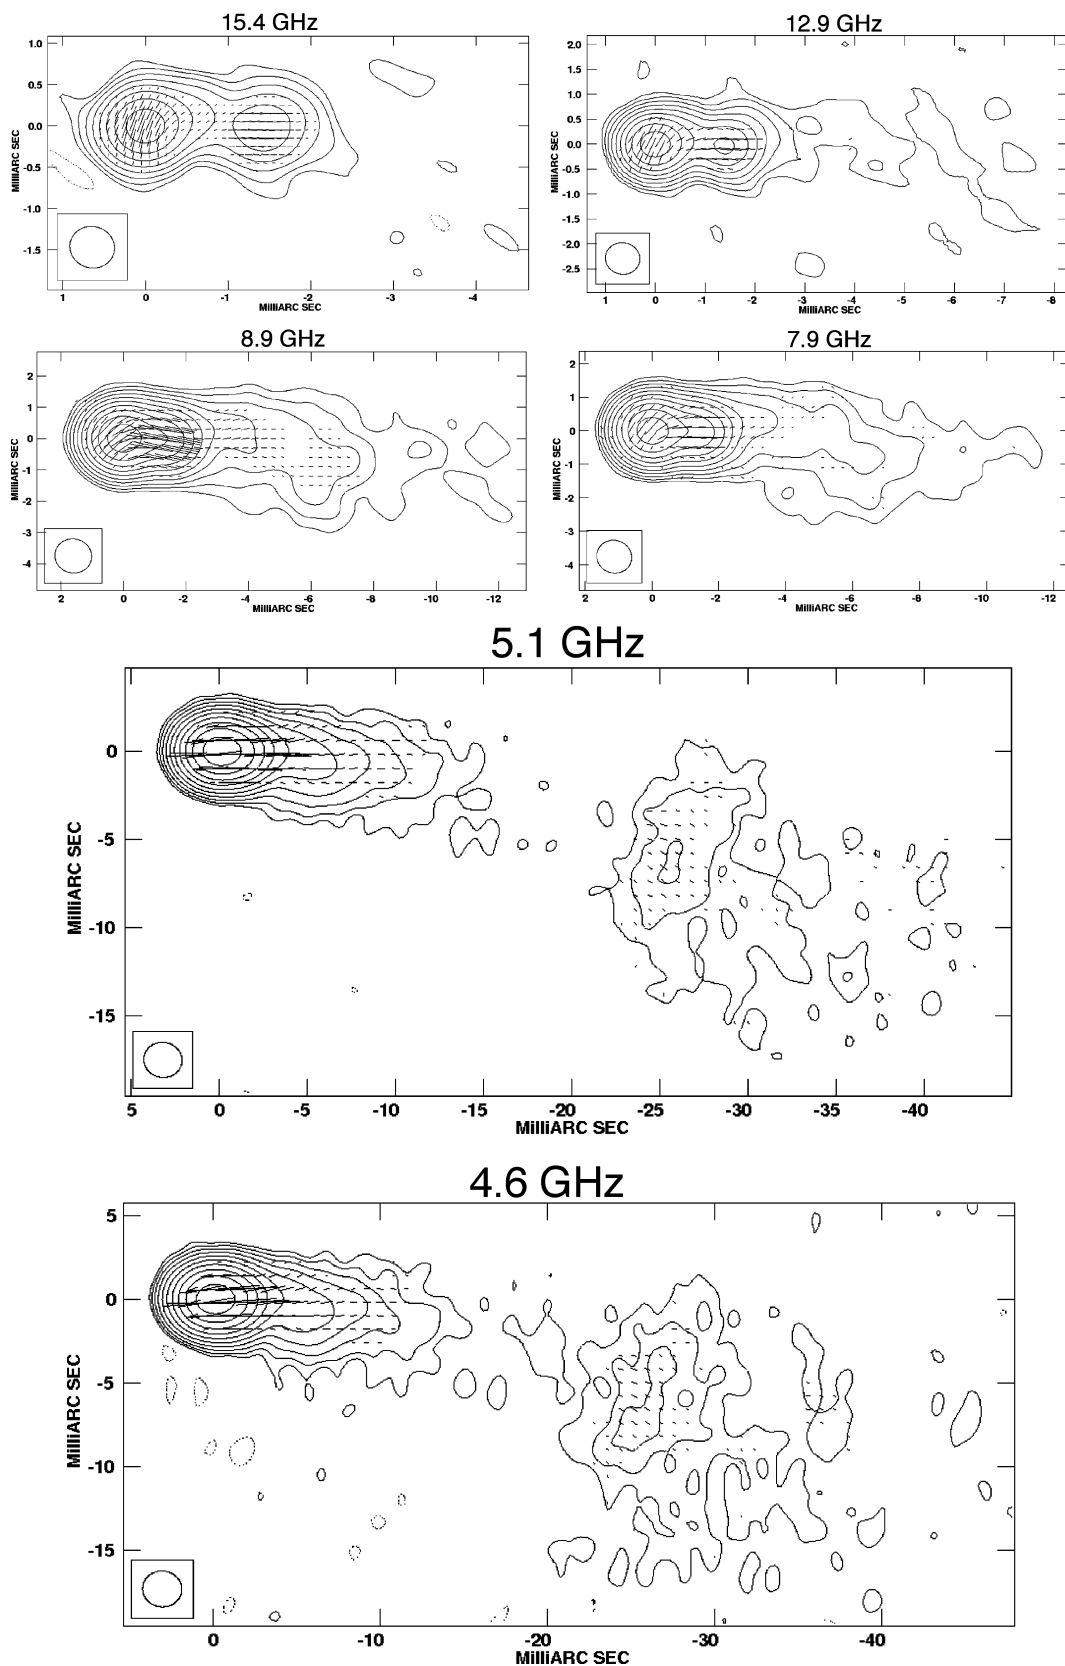 15.4 GHz
1.0
0.5
0.0
-0.5
-1.0
-1.5
MilliARC SEC
1 0 -1 -2 -3 -4
MilliARC SEC
12.9 GHz
2.0
1.5
1.0
0.5
0.0
-0.5
-1.0
-1.5
-2.0
-2.5
MilliARC SEC
1 0 -1 -2 -3 -4 -5 -6 -7 -8
MilliARC SEC
8.9 GHz
2
1
0
-1
-2
-3
-4
MilliARC SEC
2 0 -2 -4 -6 -8 -10 -12
MilliARC SEC
7.9 GHz
2
1
0
-1
-2
-3
-4
MilliARC SEC
2 0 -2 -4 -6 -8 -10 -12
MilliARC SEC
5.1 GHz
0
-5
-10
-15
MilliARC SEC
5 0 -5 -10 -15 -20 -25 -30 -35 -40
MilliARC SEC
4.6 GHz
5
0
-5
-10
-15
MilliARC SEC
0 -10 -20 -30 -40
MilliARC SEC